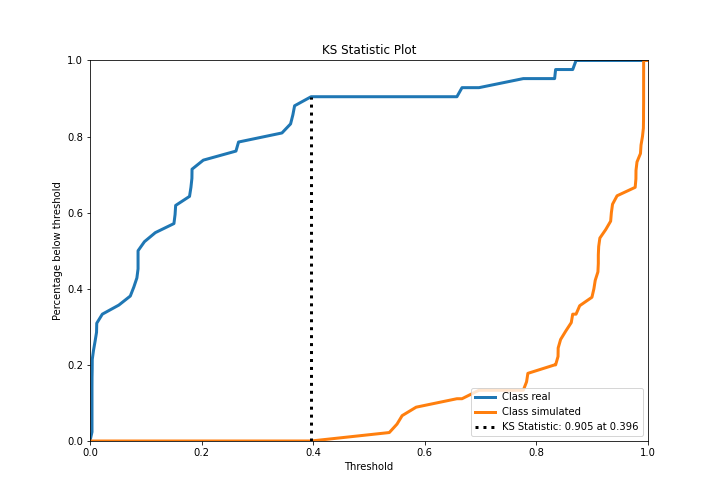 KS Statistic Plot
1.0
0.8
0.6
0.4
0.2
0.0
Percentage below threshold
0.0 0.2 0.4 0.6 0.8 1.0
Threshold
Class real
Class simulated
KS Statistic: 0.905 at 0.396